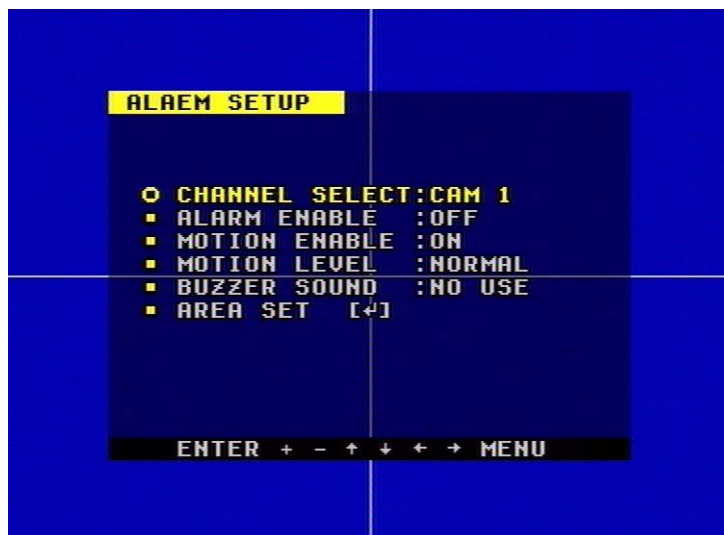 ALAEM SETUP
CHANNEL SELECT:CAM 1
ALARM ENABLE :OFF
MOTION ENABLE :ON
MOTION LEVEL :NORMAL
BUZZER SOUND :NO USE
AREA SET [↲]
ENTER + - ↑ ↓ ← → MENU